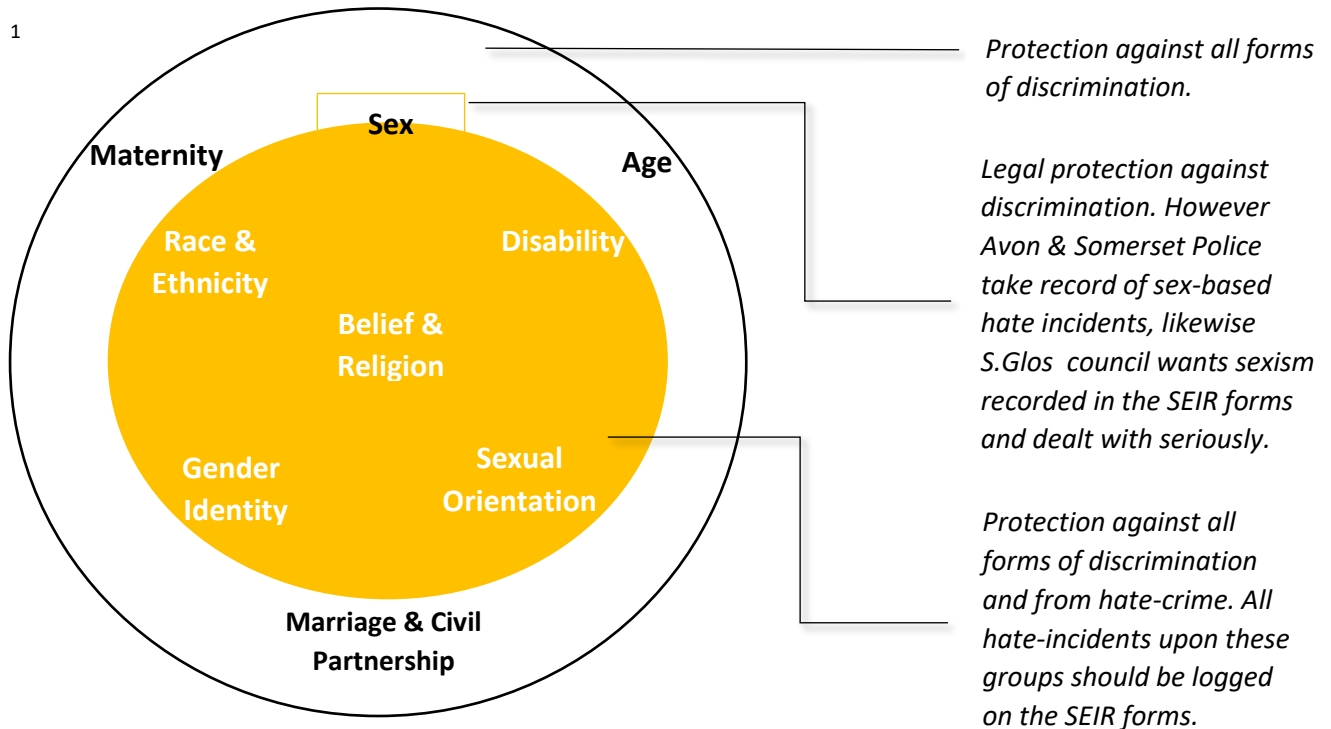 1
Protection against all forms
of discrimination.
Sex
Maternity
Age
Legal protection against
discrimination. However
Avon & Somerset Police
take record of sex-based
hate incidents, likewise
S.Glos council wants sexism
recorded in the SEIR forms
and dealt with seriously.
Race &
Ethnicity
Disability
Belief &
Religion
Gender
Identity
Sexual
Orientation
Protection against all
forms of discrimination
and from hate-crime. All
hate-incidents upon these
groups should be logged
on the SEIR forms.
Marriage & Civil
Partnership